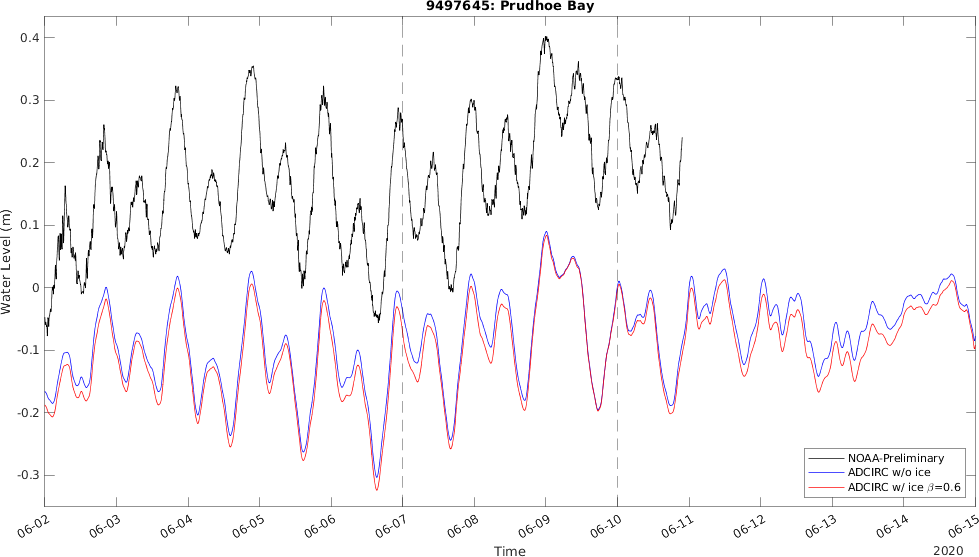 9497645: Prudhoe Bay
0.4
0.3
0.2
0.1
0
-0.1
-0.2
-0.3
Water Level (m)
NOAA-Preliminary
ADCIRC w/o ice
ADCIRC w/ ice β=0.6
06-02 06-03 06-04 06-05 06-06 06-07 06-08 06-09 06-10 06-11 06-12 06-13 06-14 06-15
Time
2020